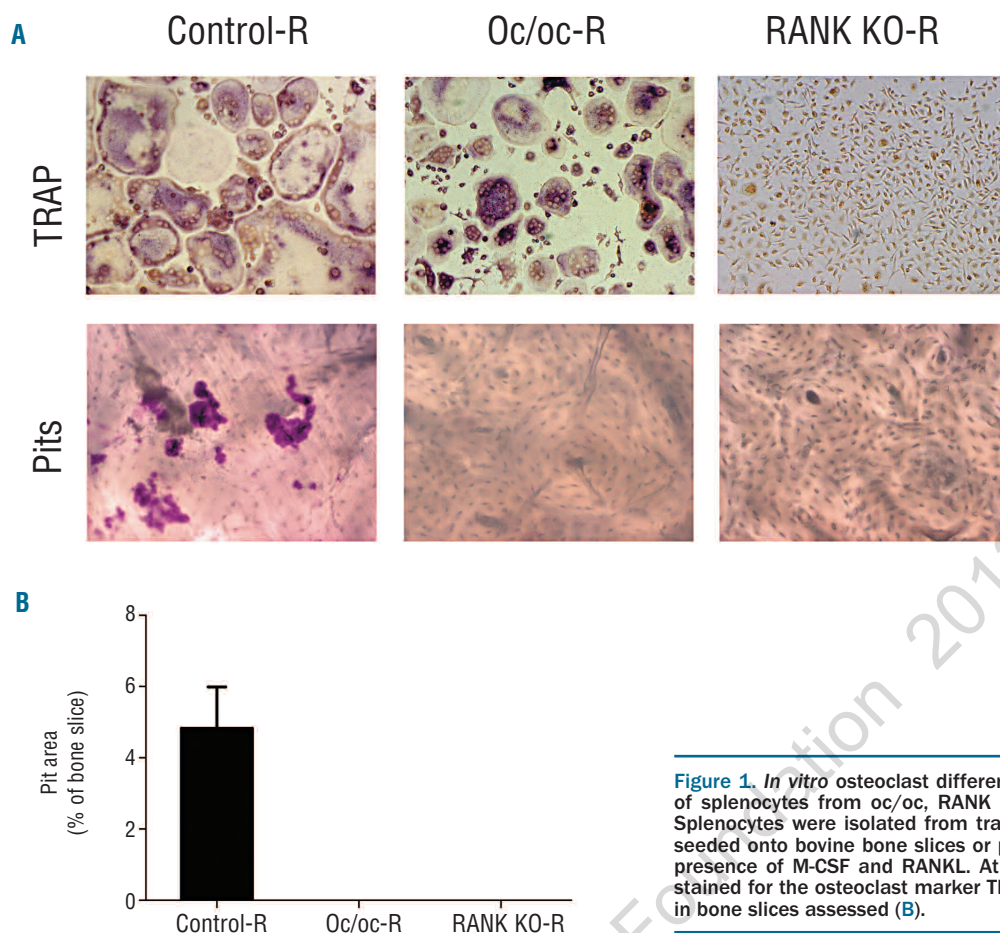 A
Control-R Oc/oc-R RANK KO-R
TRAP
Pits
B
Pit area
(% of bone slice)
8
6
4
2
0
Control-R Oc/oc-R RANK KO-R
Figure 1. In vitro osteoclast differe
of splenocytes from oc/oc, RANK
Splenocytes were isolated from tra
seeded onto bovine bone slices or
presence of M-CSF and RANKL. At
stained for the osteoclast marker
in bone slices assessed (B).
Foundation 201